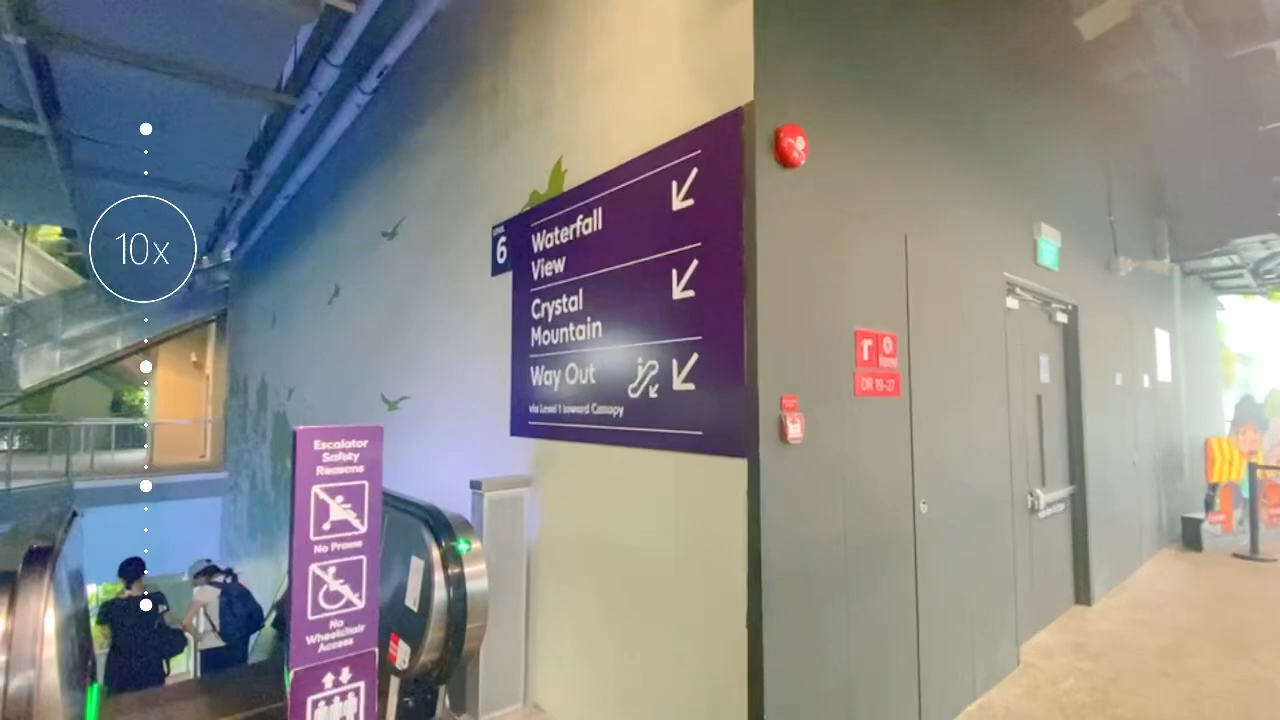 10x
LEVEL
6
Waterfall
View
Crystal
Mountain
Way Out
via Level 1 toward Canopy
Escalator
Safety
Reasons
No Prams
No
Wheelchair
Access
DR 19-27